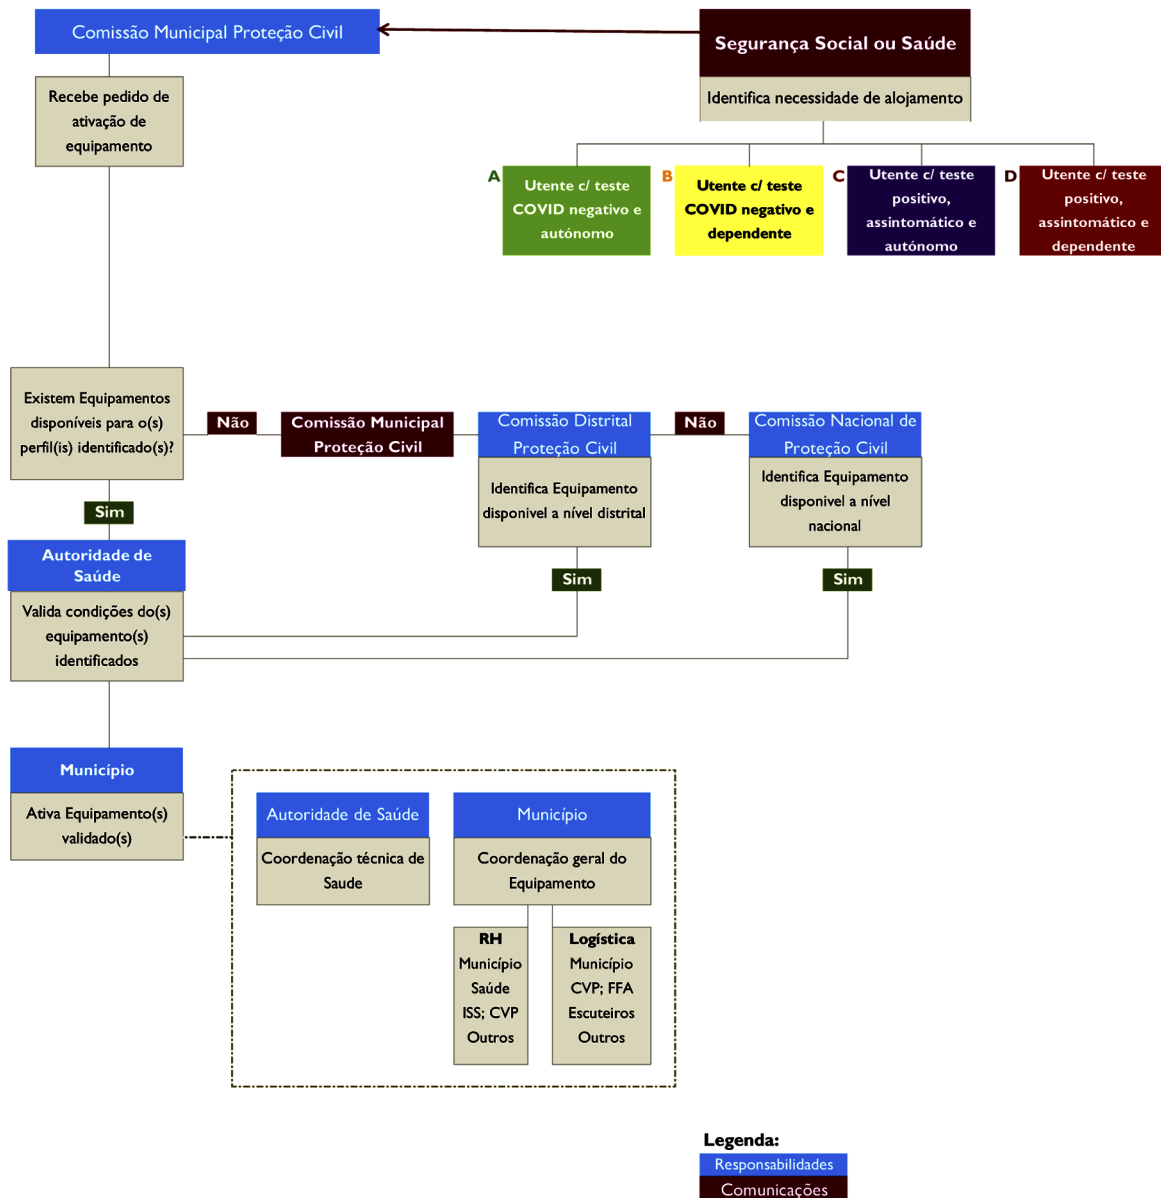 Comissão Municipal Proteção Civil
Segurança Social ou Saúde
Identifica necessidade de alojamento
Recebe pedido de
ativação de
equipamento
A
Utente c/ teste
COVID negativo e
autónomo
B
Utente c/ teste
COVID negativo e
dependente
C
Utente c/ teste
positivo,
assintomático e
autónomo
D
Utente c/ teste
positivo,
assintomático e
dependente
Existem Equipamentos
disponíveis para o(s)
perfil(is) identificado(s)?
Não
Comissão Municipal
Proteção Civil
Comissão Distrital
Proteção Civil
Identifica Equipamento
disponivel a nível distrital
Não
Comissão Nacional de
Proteção Civil
Identifica Equipamento
disponivel a nível
nacional
Sim
Sim
Sim
Autoridade de
Saúde
Valida condições do(s)
equipamento(s)
identificados
Município
Ativa Equipamento(s)
validado(s)
Autoridade de Saúde
Coordenação técnica de
Saude
Município
Coordenação geral do
Equipamento
RH
Município
Saúde
ISS; CVP
Outros
Logística
Município
CVP; FFA
Escuteiros
Outros
Legenda:
Responsabilidades
Comunicações